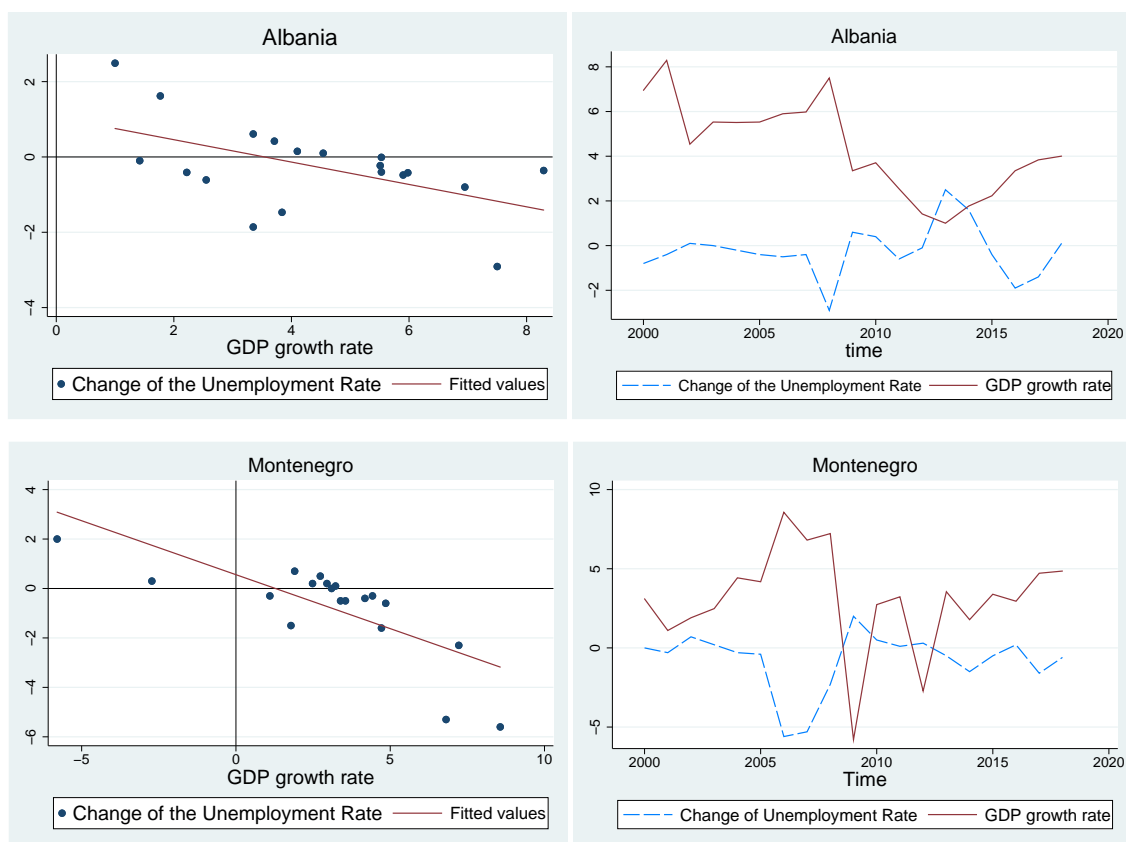 Albania
2
0
−2
−4
0 2 4 6 8
GDP growth rate
Change of the Unemployment Rate Fitted values
Albania
8
6
4
2
0
−2
2000 2005 2010 2015 2020
time
Change of the Unemployment Rate GDP growth rate
Montenegro
4
2
0
−2
−4
−6
−5 0 5 10
GDP growth rate
Change of the Unemployment Rate Fitted values
Montenegro
10
5
0
−5
2000 2005 2010 2015 2020
Time
Change of Unemployment Rate GDP growth rate